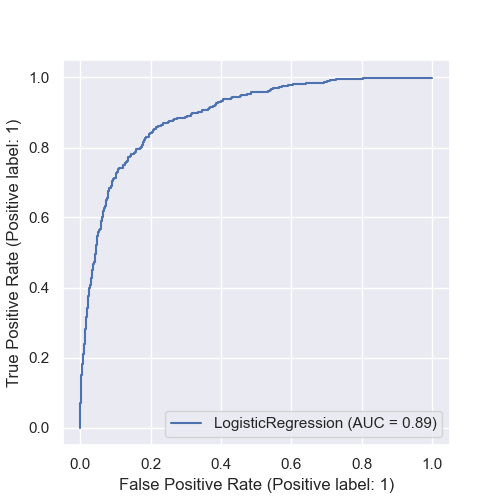 1.0
0.8
0.6
0.4
0.2
0.0
True Positive Rate (Positive label: 1)
LogisticRegression (AUC = 0.89)
0.0 0.2 0.4 0.6 0.8 1.0
False Positive Rate (Positive label: 1)